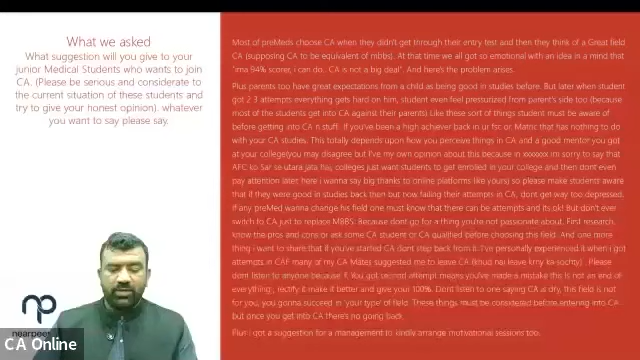 What we asked
What suggestion will you give to your
junior Medical Students who wants to join
CA. (Please be serious and considerate to
the current situation of these students and
try to give your honest opinion). whatever
you want to say please say.
Most of preMeds choose CA when they didn't get through their entry test and then they think of a Great field
CA (supposing CA to be equivalent of mbbs). At that time we all got so emotional with an idea in a mind that
94% scorer, i can do. CA is not a big deal". And here's the problem arises.
Plus parents too have great expectations from a child as being good in studies before. But later when student
got 2 3 attempts everything gets hard on him, student even feel pressurized from parent's side too (because
most of the students get into CA against their parents) Like these sort of things student must be aware of
before getting into CA n stuff. If you've been a high achiever back in ur fsc or Matric that has nothing to do
with your CA studies. This totally depends upon how you perceive things in CA and a good mentor you got
at your college(you may disagree but I've my own opinion about this because in xxxxxxx im sorry to say that
AFC ko Sar se utara jata hai, colleges just want students to get enrolled in your college and then don't even
pay attention later, here i wanna say big thanks to online platforms like yours) so please make students aware
that if they were good in studies back then but now failing their attempts in CA, dont get way too depressed.
If any preMed wanna change his field one must know that there can be attempts and its ok! But don't ever
switch to CA just to replace MBBS. Because dont go for a thing you're not passionate about. First research,
know the pros and cons or ask some CA student or CA qualified before choosing this field. And one more
thing i want to share that if you've started CA dont step back from it. I've personally experienced it when i got
attempts in CAF many of my CA Mates suggested me to leave CA (khud nai leave krny ka sochty) . Please
dont listen to anyone because if You got second attempt means you've made a mistake this is not an end of
everything , rectify it make it better and give your 100%. Dont listen to one saying CA is dry, this field is not
for you, you gonna succeed in 'your type' of field. These things must be considered before entering into CA
but once you get into CA there's no going back.
Plus i got a suggestion for a management to kindly arrange motivational sessions too.
nearpeer
CA Online